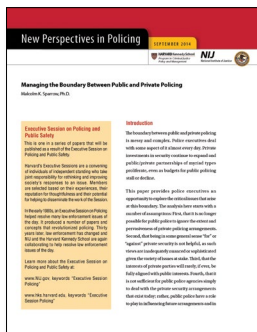 New Perspectives in Policing
SEPTEMBER 2014
HARVARD Kennedy School
NIJ
Managing the Boundary Between Public and Private Policing
Malcolm K. Sparrow, Ph.D.
Executive Session on Policing and
Public Safety
This is one in a series of papers that will be
published as a result of the Executive Session on
Policing and Public Safety.
Harvard's Executive Sessions are a convening
of individuals of independent standing who take
joint responsibility for rethinking and improving
society's responses to an issue. Members
are selected based on their experiences, their
reputation for thoughtfulness and their potential
for helping to disseminate the work of the Session.
In the early 1980s, an Executive Session on Policing
helped resolve many law enforcement issues of
the day. It produced a number of papers and
concepts that revolutionized policing. Thirty
years later, law enforcement has changed and
NIJ and the Harvard Kennedy School are again
collaborating to help resolve law enforcement
issues of the day.
Learn more about the Executive Session on
Policing and Public Safety at:
www.NIJ.gov, keywords "Executive Session
Policing"
www.hks.harvard.edu, keywords "Executive
Session Policing"
Introduction
The boundary between public and private policing
is messy and complex. Police executives deal
with some aspect of it almost every day. Private
investments in security continue to expand and
public/private partnerships of myriad types
proliferate, even as budgets for public policing
stall or decline.
This paper provides police executives an
opportunity to explore the critical issues that arise
at this boundary. The analysis here starts with a
number of assumptions: First, that it is no longer
possible for public police to ignore the extent and
pervasiveness of private policing arrangements.
Second, that being in some general sense "for" or
"against" private security is not helpful, as such
views are inadequately nuanced or sophisticated
given the variety of issues at stake. Third, that the
interests of private parties will rarely, if ever, be
fully aligned with public interests. Fourth, that it
is not sufficient for public police agencies simply
to deal with the private security arrangements
that exist today; rather, public police have a role
to play in influencing future arrangements and in